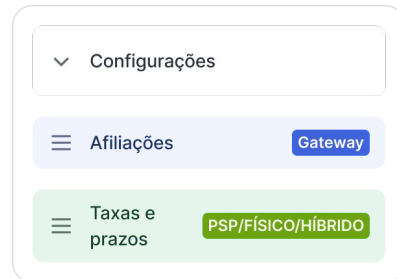 Configurações
Afiliações
Gateway
Taxas e
prazos
PSP/FÍSICO/HÍBRIDO